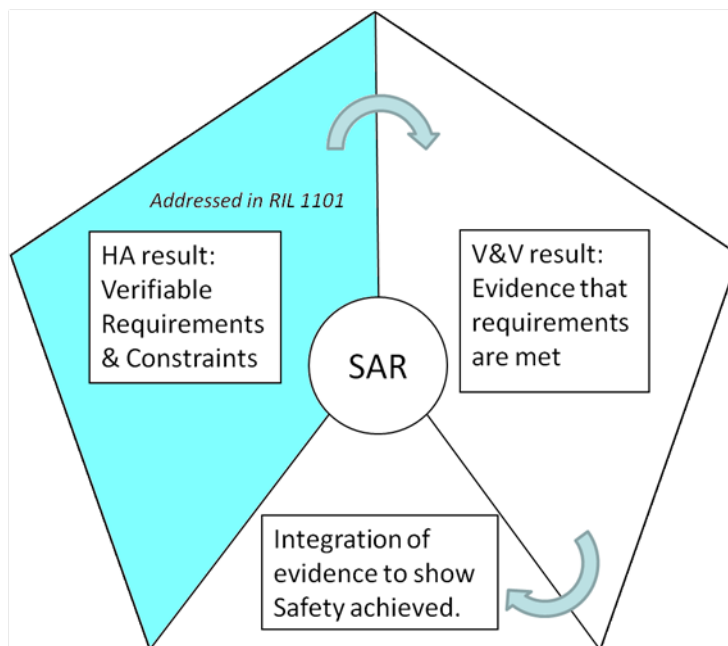 Addressed in RIL 1101
HA result:
Verifiable
Requirements
& Constraints
V&V result:
Evidence that
requirements
are met
SAR
Integration of
evidence to show
Safety achieved.